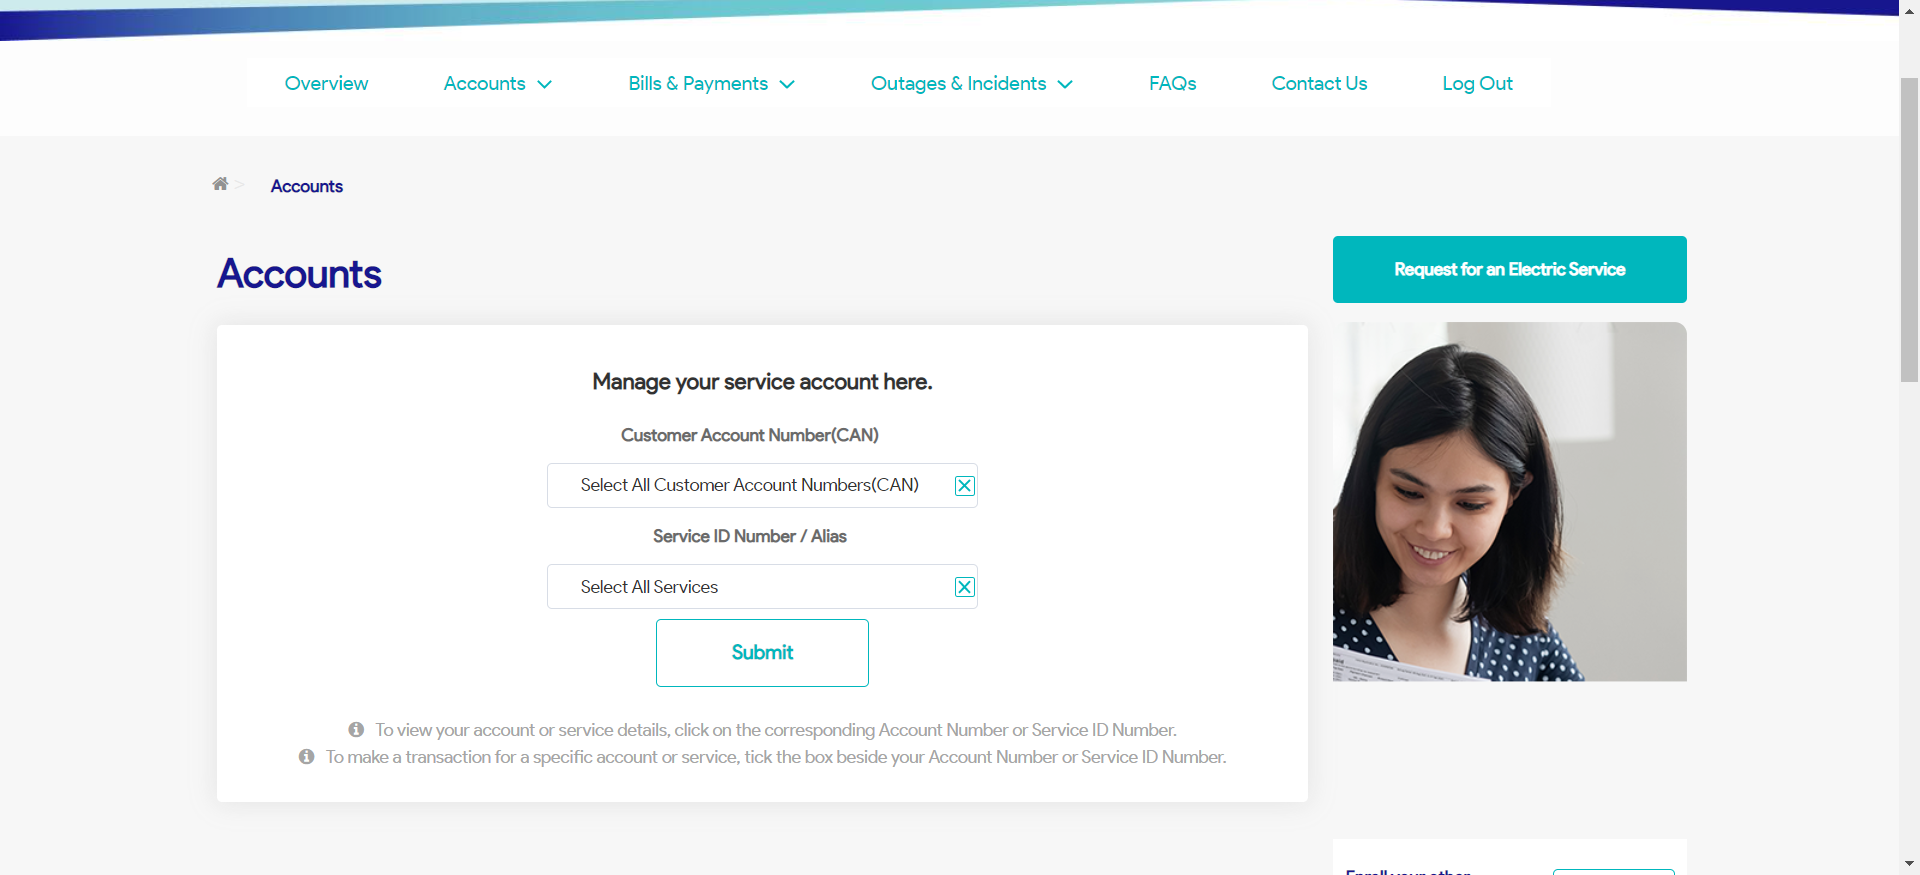 Overview Accounts Bills & Payments Outages & Incidents FAQs Contact Us Log Out
> Accounts
Accounts
Request for an Electric Service
Manage your service account here.
Customer Account Number(CAN)
Select All Customer Account Numbers(CAN)
Service ID Number / Alias
Select All Services
Submit
To view your account or service details, click on the corresponding Account Number or Service ID Number.
To make a transaction for a specific account or service, tick the box beside your Account Number or Service ID Number.
Enroll your other